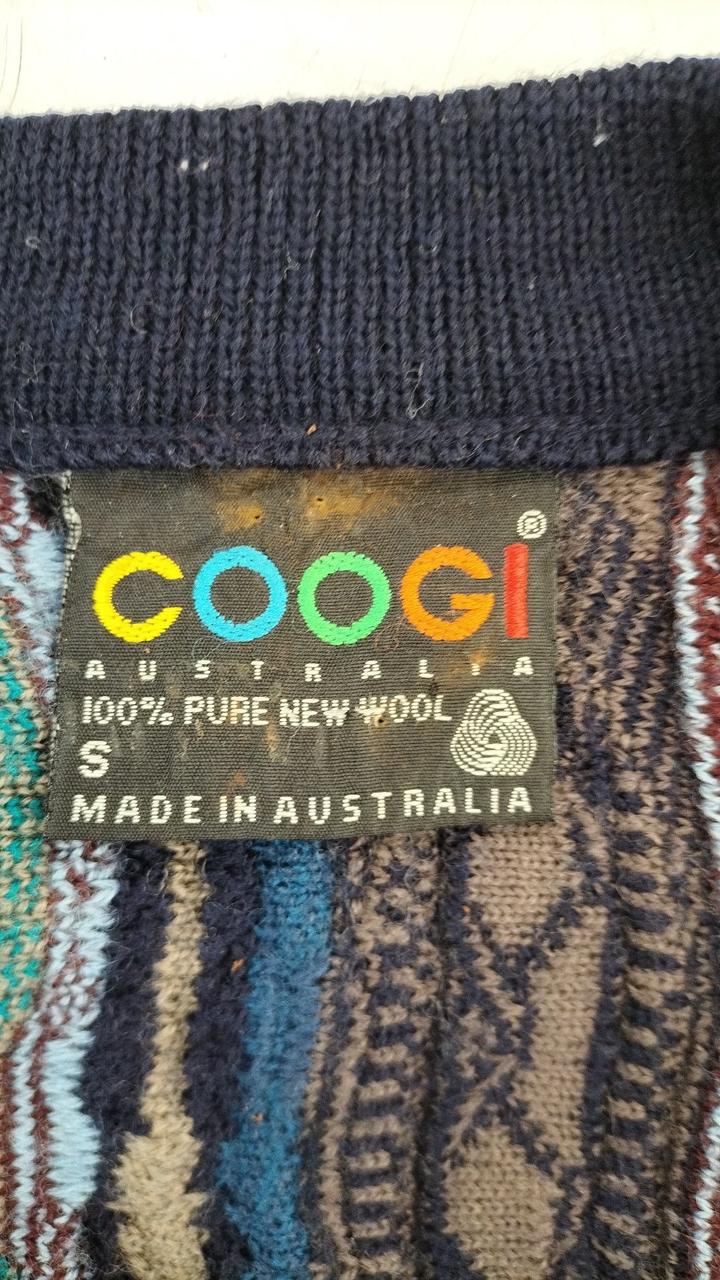 COOGI®
AUSTRALIA
100% PURE NEW WOOL
S
MADE IN AUSTRALIA